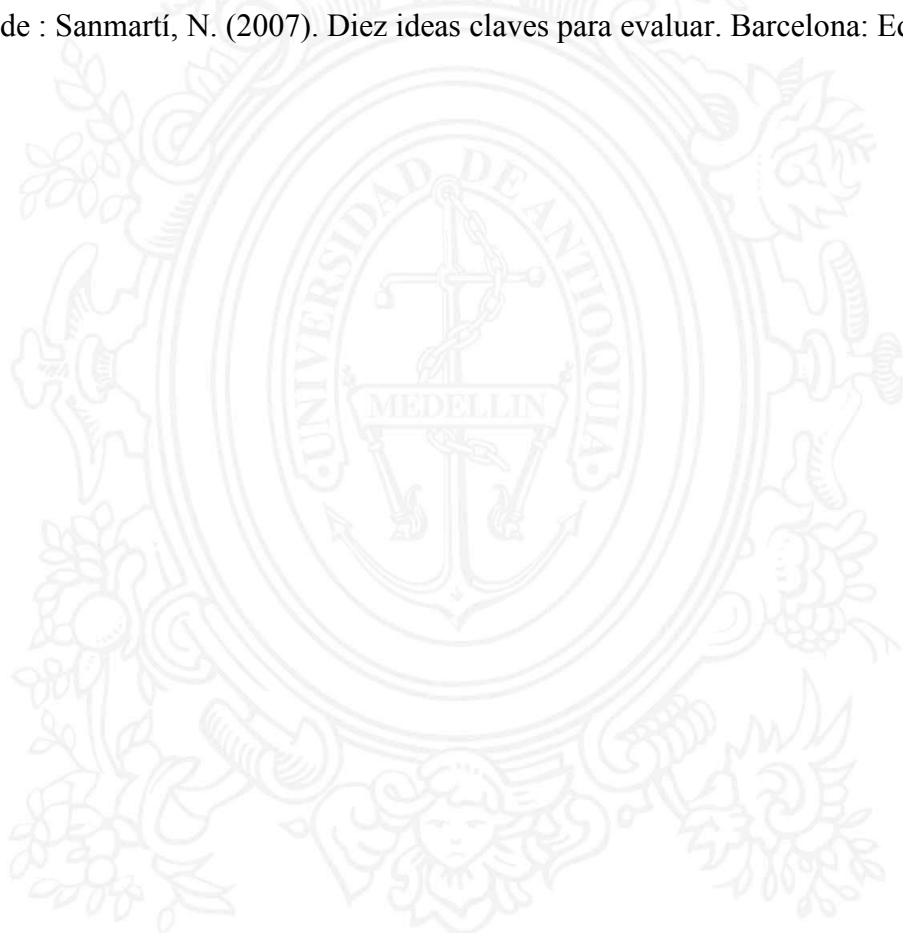 de : Sanmartí, N. (2007). Diez ideas claves para evaluar. Barcelona: Ec
UNIVERSIDAD DE ANTIOQUIA
MEDELLIN